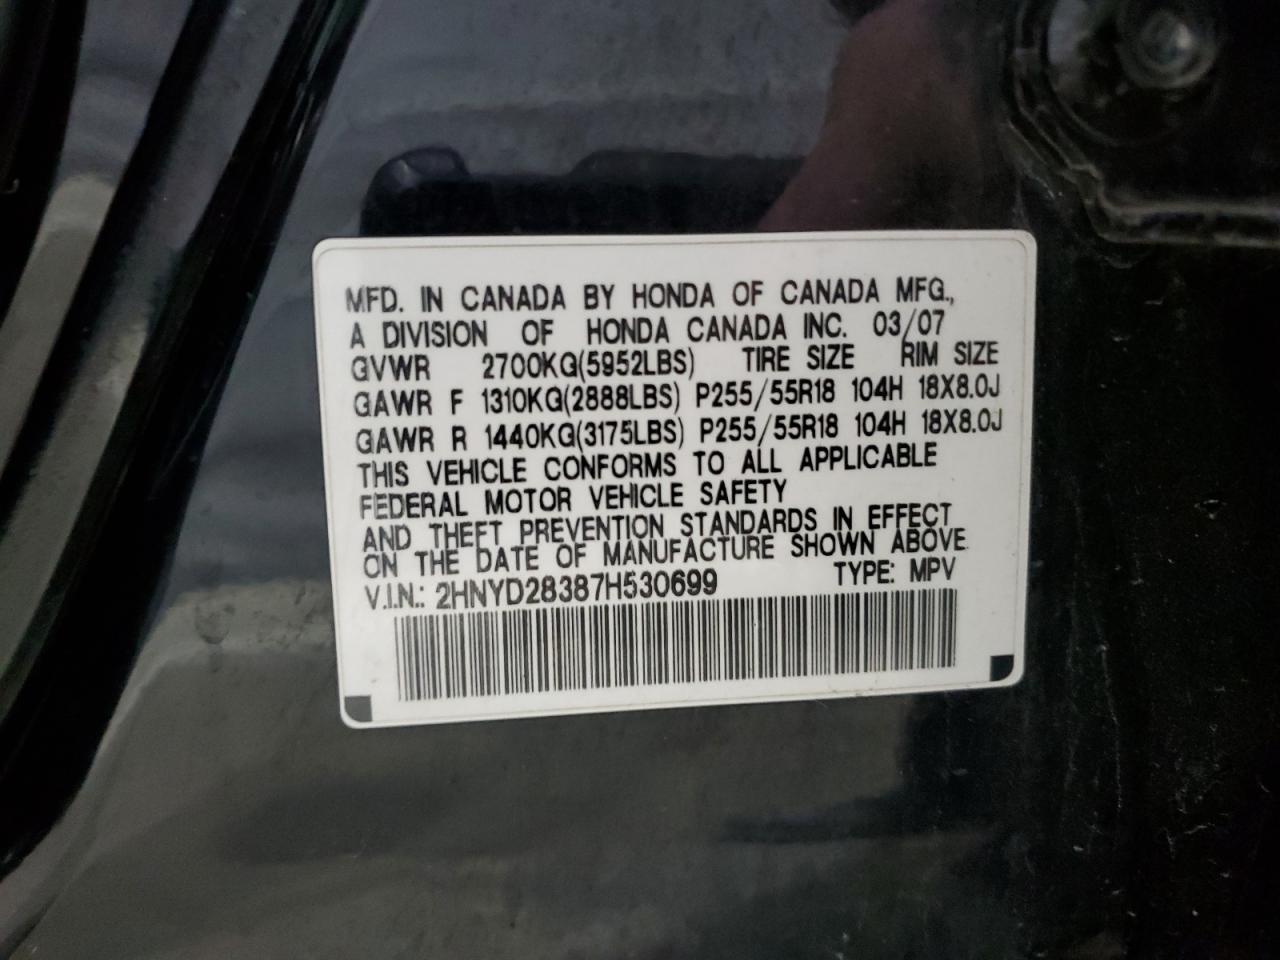 MFD. IN CANADA BY HONDA OF CANADA MFG.,
A DIVISION OF HONDA CANADA INC. 03/07
GVWR 2700KG(5952LBS) TIRE SIZE RIM SIZE
GAWR F 1310KG(2888LBS) P255/55R18 104H 18X8.0J
GAWR R 1440KG(3175LBS) P255/55R18 104H 18X8.0J
THIS VEHICLE CONFORMS TO ALL APPLICABLE
FEDERAL MOTOR VEHICLE SAFETY
AND THEFT PREVENTION STANDARDS IN EFFECT
ON THE DATE OF MANUFACTURE SHOWN ABOVE.
V.I.N.: 2HNYD28387H530699 TYPE: MPV